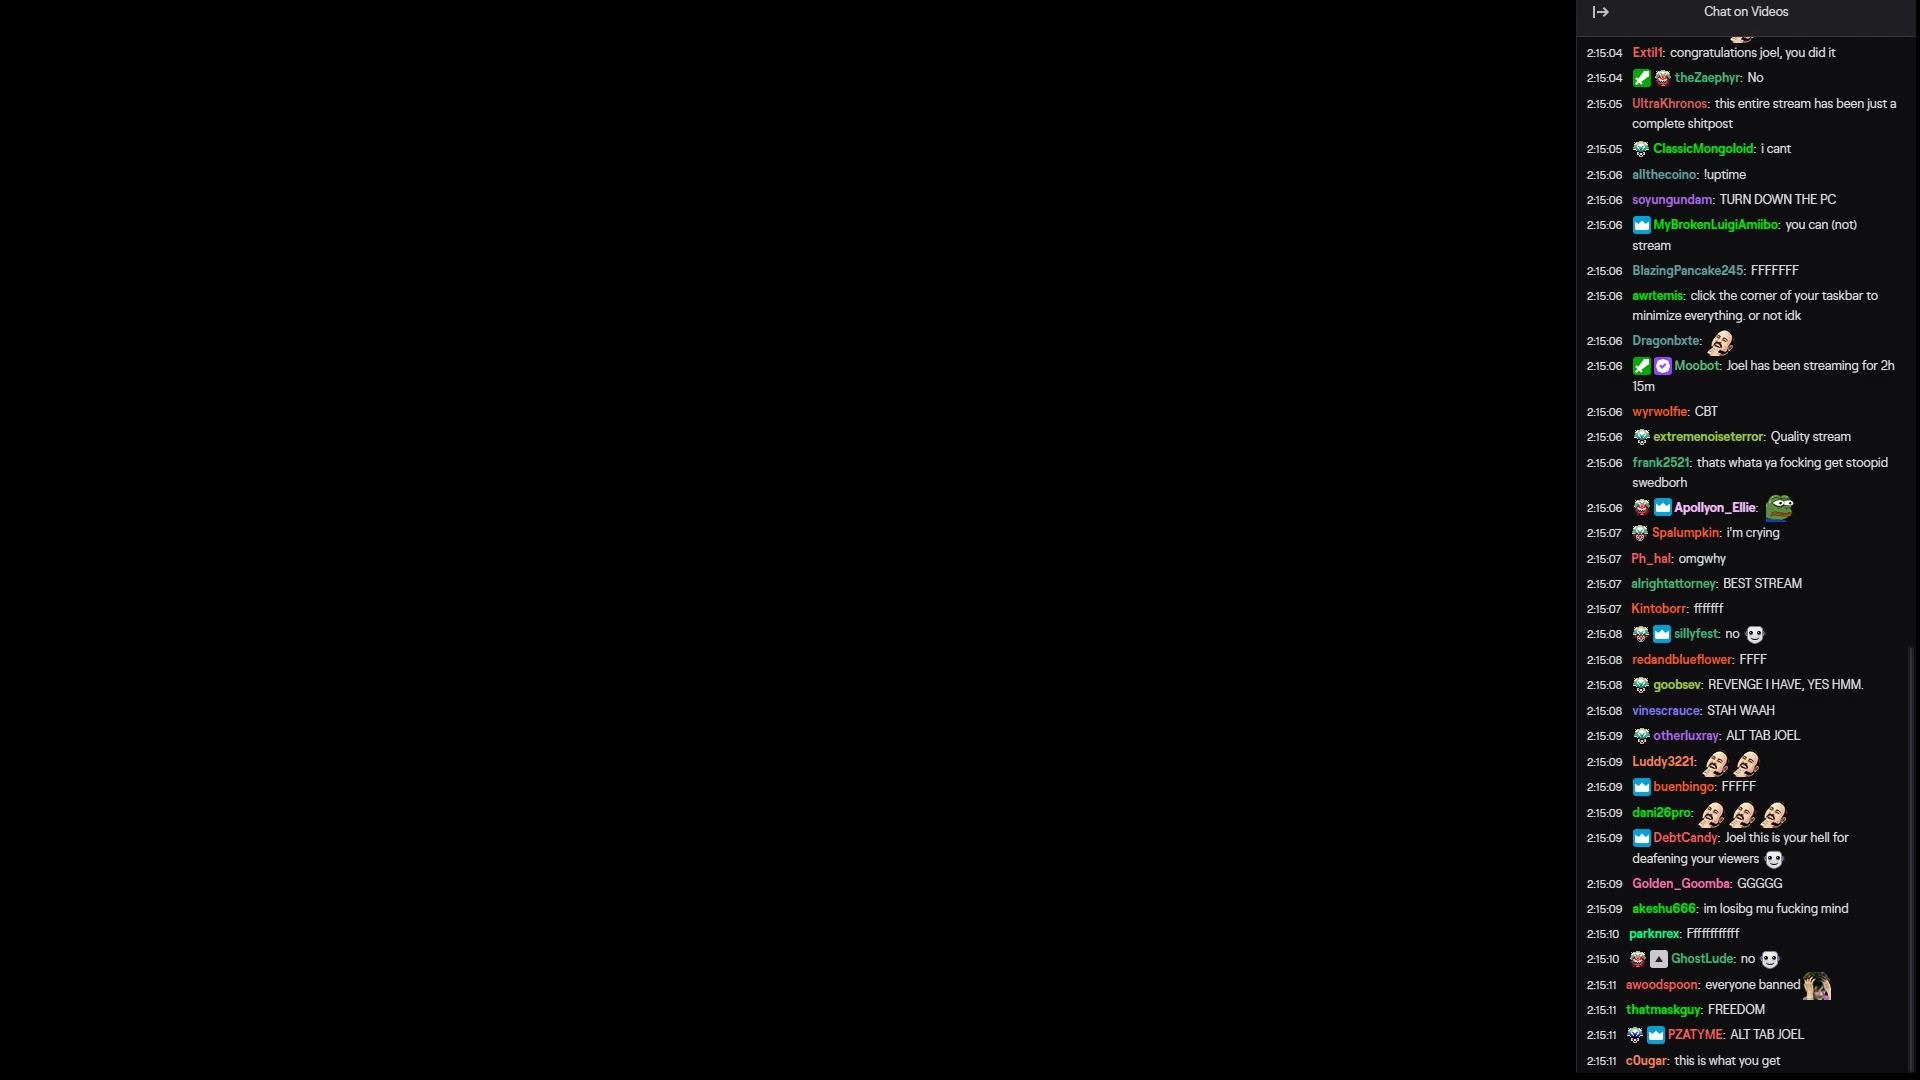 Chat on Videos
2:15:04 Extil1: congratulations joel, you did it
2:15:04 theZaephyr: No
2:15:05 UltraKhronos: this entire stream has been just a
complete shitpost
2:15:05 ClassicMongoloid: i cant
2:15:06 allthecoino: !uptime
2:15:06 soyungundam: TURN DOWN THE PC
2:15:06 MyBrokenLuigiAmiibo: you can (not)
stream
2:15:06 BlazingPancake245: FFFFFFF
2:15:06 awrtemis: click the corner of your taskbar to
minimize everything. or not idk
2:15:06 Dragonbxte:
2:15:06 Moobot: Joel has been streaming for 2h
15m
2:15:06 wyrwolfie: CBT
2:15:06 extremenoiseterror: Quality stream
2:15:06 frank2521: thats whata ya focking get stoopid
swedborh
2:15:06 Apollyon_Ellie:
2:15:07 Spalumpkin: i'm crying
2:15:07 Ph_hal: omgwhy
2:15:07 alrightattorney: BEST STREAM
2:15:07 Kintoborr: fffffff
2:15:08 sillyfest: no
2:15:08 redandblueflower: FFFF
2:15:08 goobsev: REVENGE I HAVE, YES HMM.
2:15:08 vinescrauce: STAH WAAH
2:15:09 otherluxray: ALT TAB JOEL
2:15:09 Luddy3221:
2:15:09 buenbingo: FFFFF
2:15:09 dani26pro:
2:15:09 DebtCandy: Joel this is your hell for
deafening your viewers
2:15:09 Golden_Goomba: GGGGG
2:15:09 akeshu666: im losibg mu fucking mind
2:15:10 parknrex: Ffffffffffff
2:15:10 GhostLude: no
2:15:11 awoodspoon: everyone banned
2:15:11 thatmaskguy: FREEDOM
2:15:11 PZATYME: ALT TAB JOEL
2:15:11 c0ugar: this is what you get